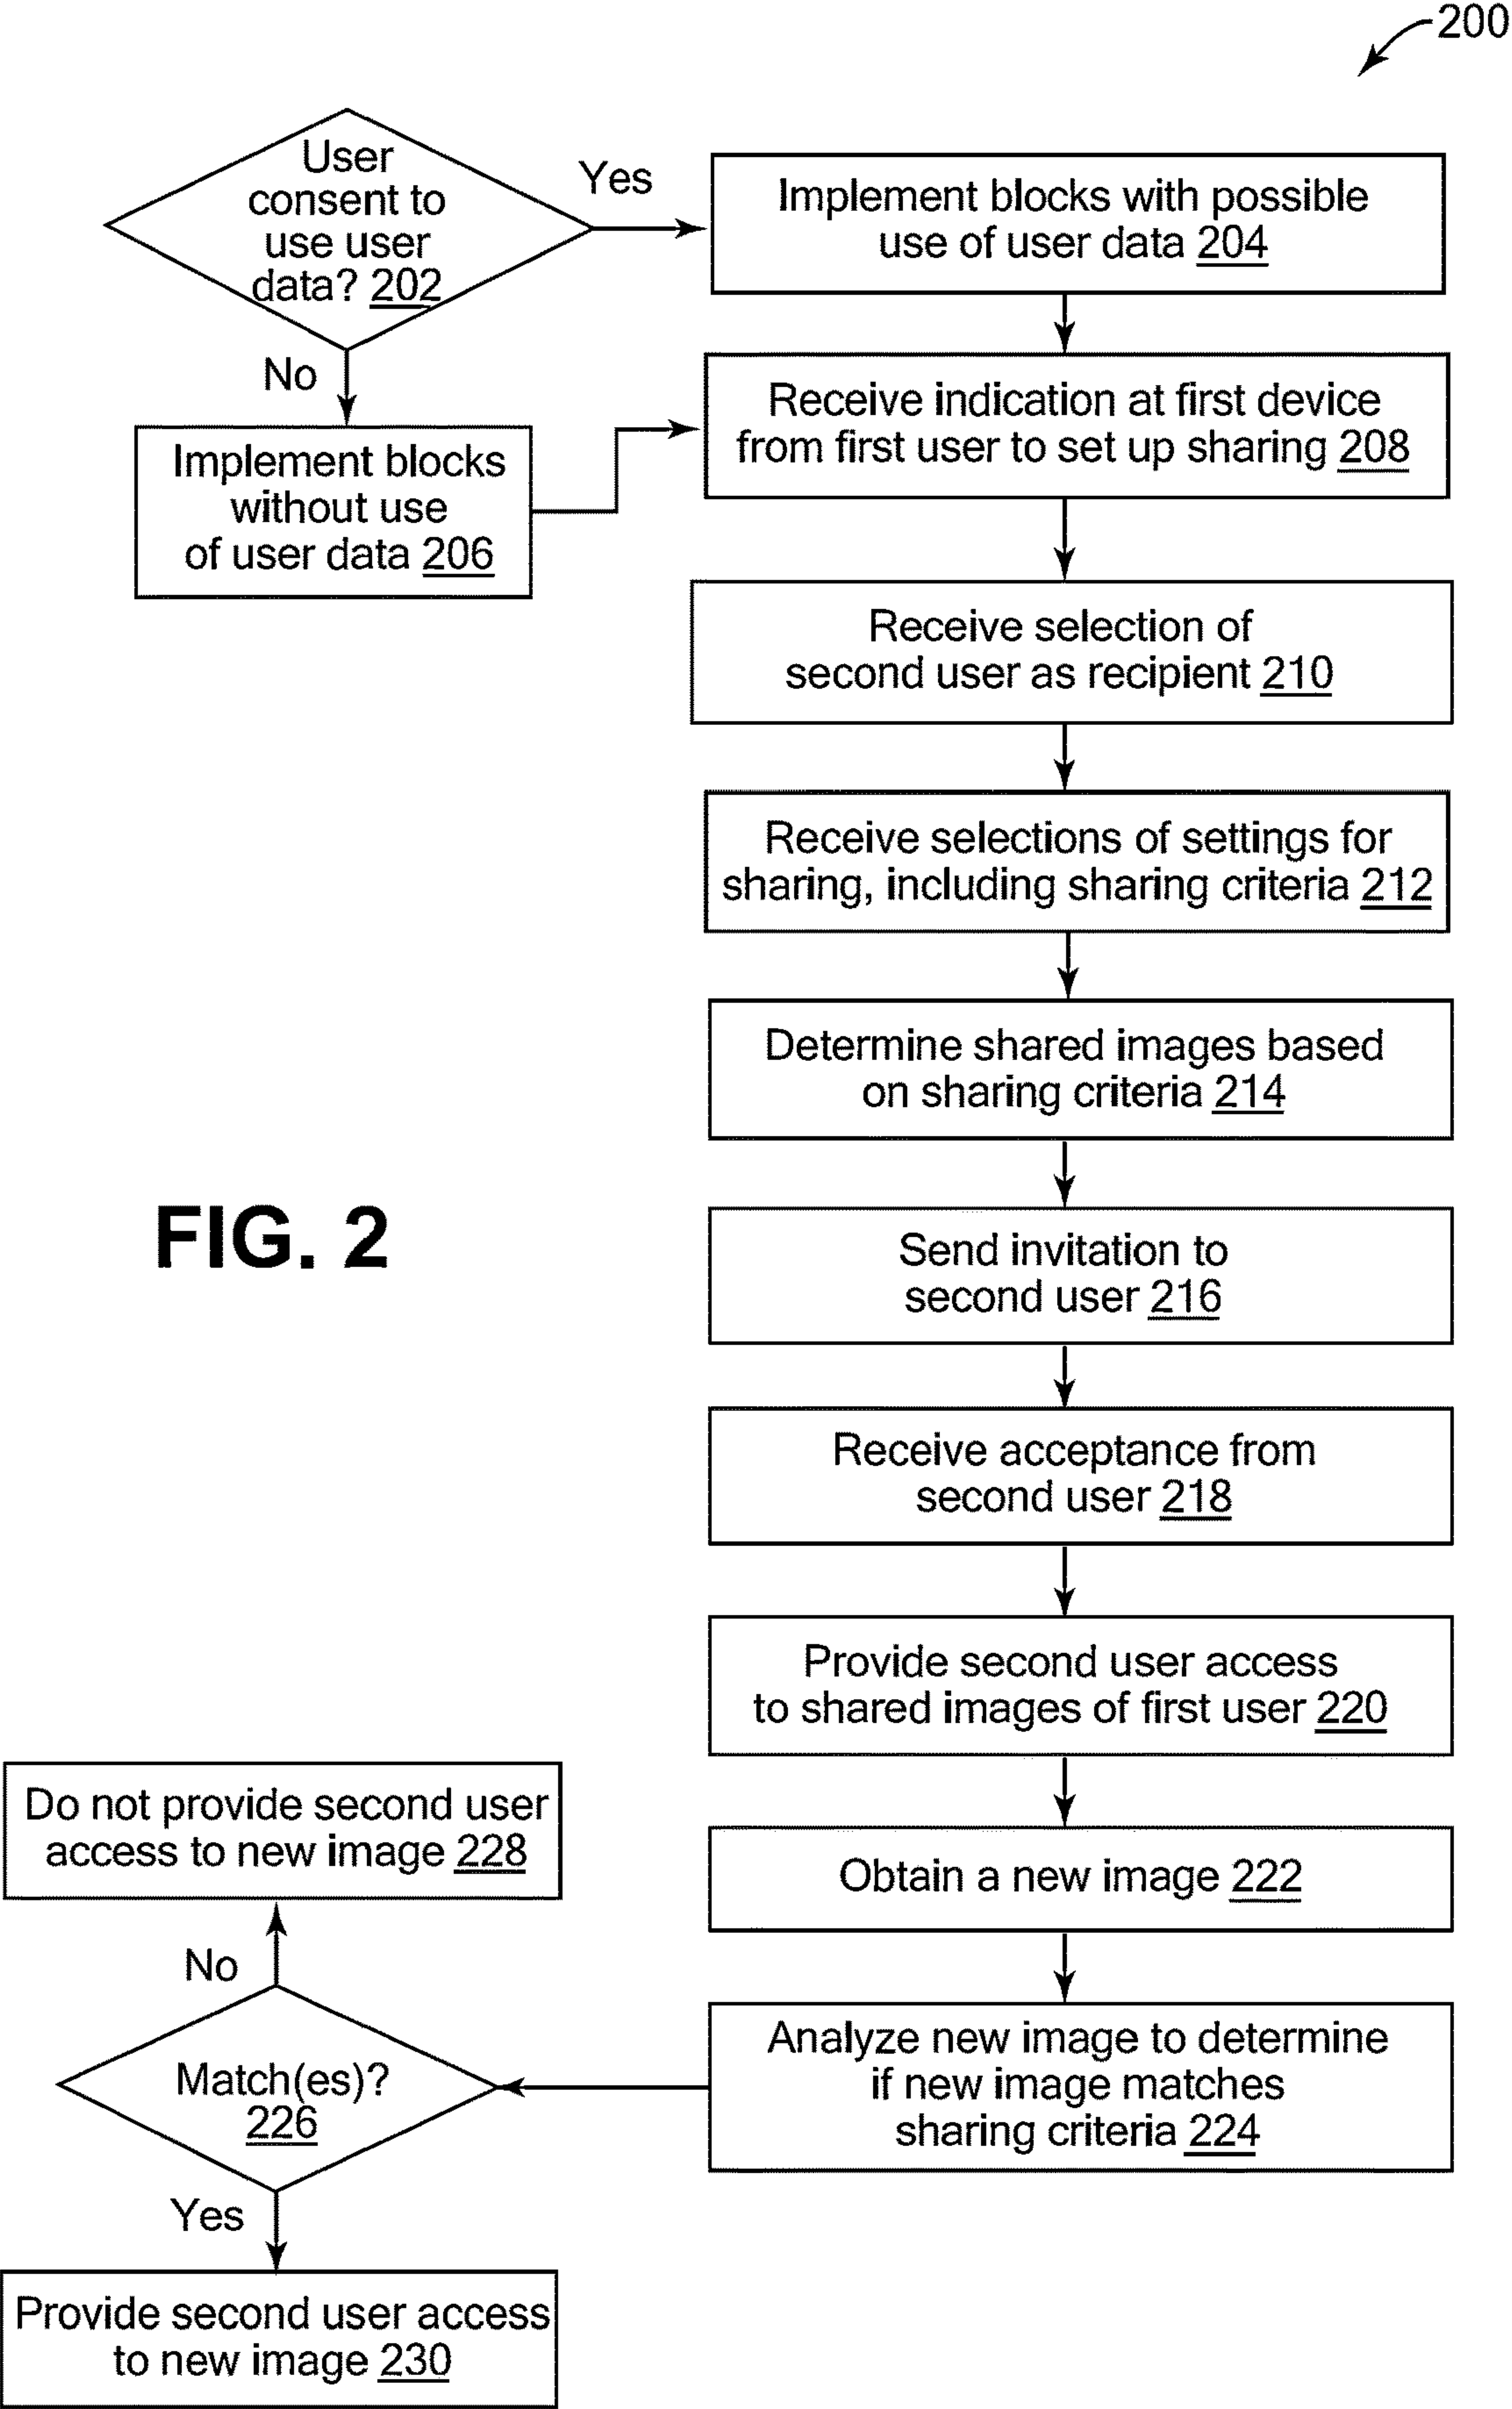 200
User
consent to
use user
data? 202
Yes
Implement blocks with possible
use of user data 204
No
Implement blocks
without use
of user data 206
Receive indication at first device
from first user to set up sharing 208
Receive selection of
second user as recipient 210
Receive selections of settings for
sharing, including sharing criteria 212
Determine shared images based
on sharing criteria 214
FIG. 2
Send invitation to
second user 216
Receive acceptance from
second user 218
Provide second user access
to shared images of first user 220
Obtain a new image 222
Analyze new image to determine
if new image matches
sharing criteria 224
Match(es)?
226
No
Do not provide second user
access to new image 228
Yes
Provide second user access
to new image 230